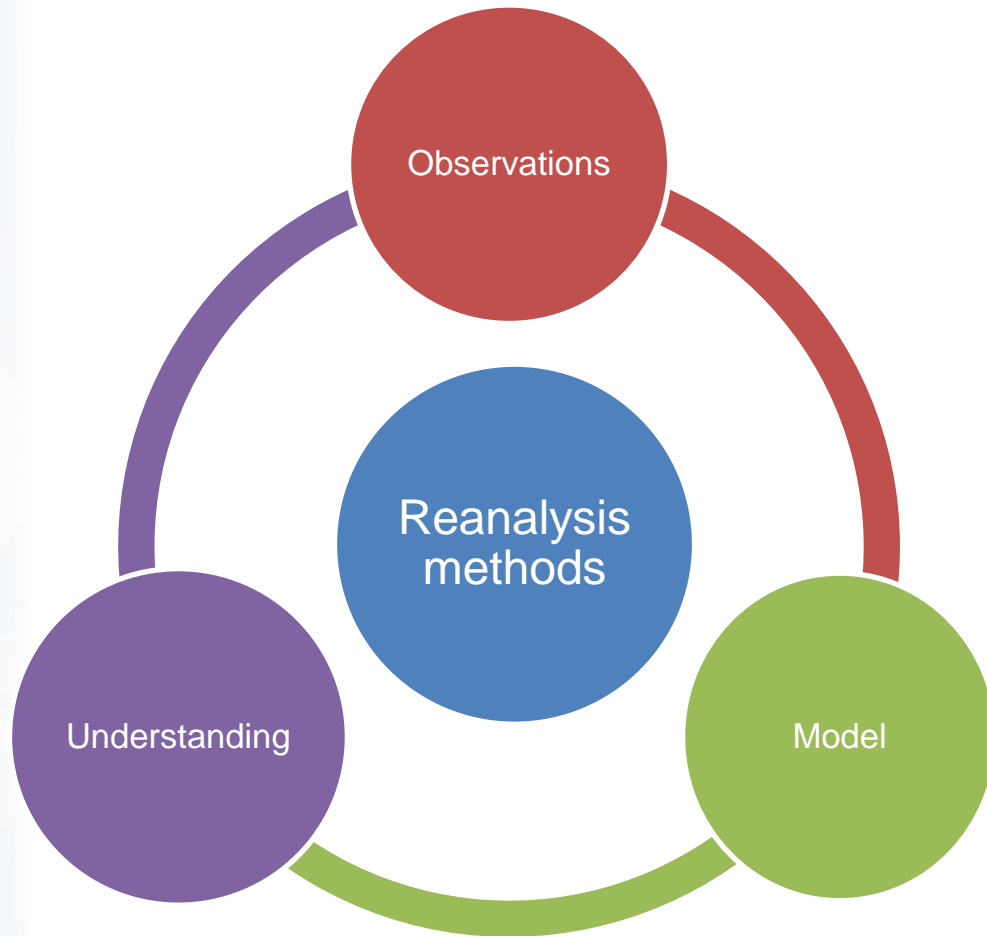 Observations
Reanalysis
methods
Understanding
Model